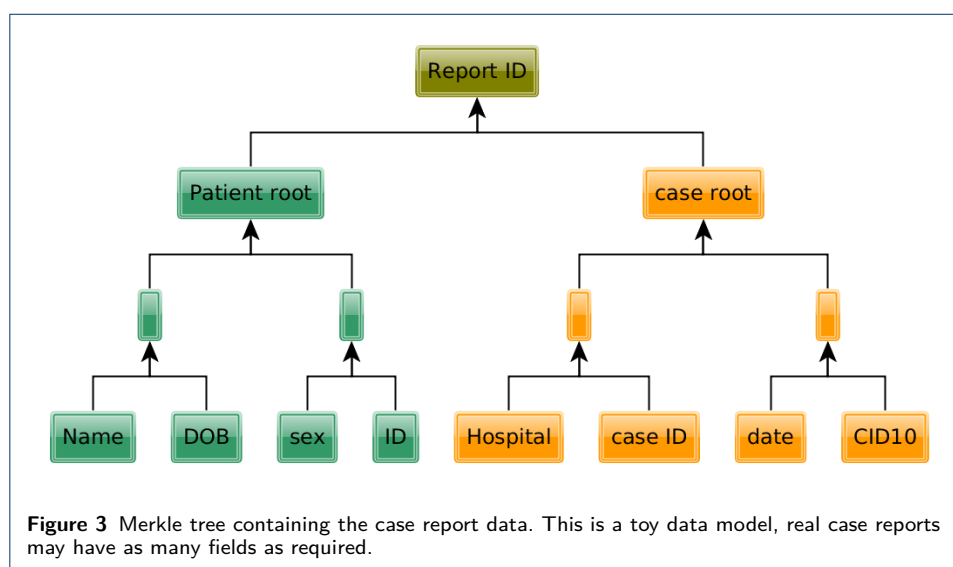 Report ID
Patient root
case root
Name
DOB
sex
ID
Hospital
case ID
date
CID10
Figure 3 Merkle tree containing the case report data. This is a toy data model, real case reports
may have as many fields as required.